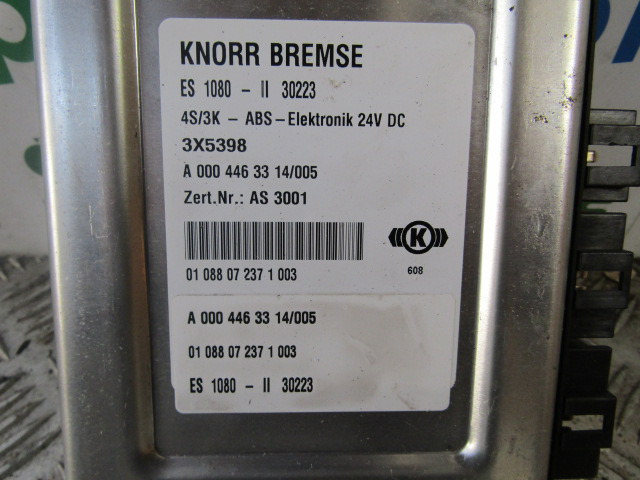 KNORR BREMSE
ES 1080 - II 30223
4S/3K - ABS-Elektronik 24V DC
3X5398
A 000 446 33 14/005
Zert.Nr.: AS 3001
K
01 088 07 237 1 003
608
A 000 446 33 14/005
01 088 07 237 1 003
ES 1080 - II 30223